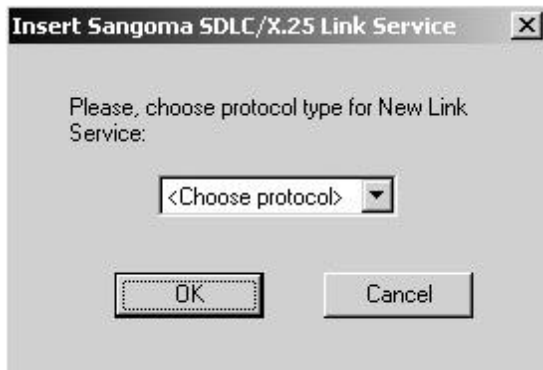 Insert Sangoma SDLC/X.25 Link Service
Please, choose protocol type for New Link
Service:
<Choose protocol>
OK
Cancel